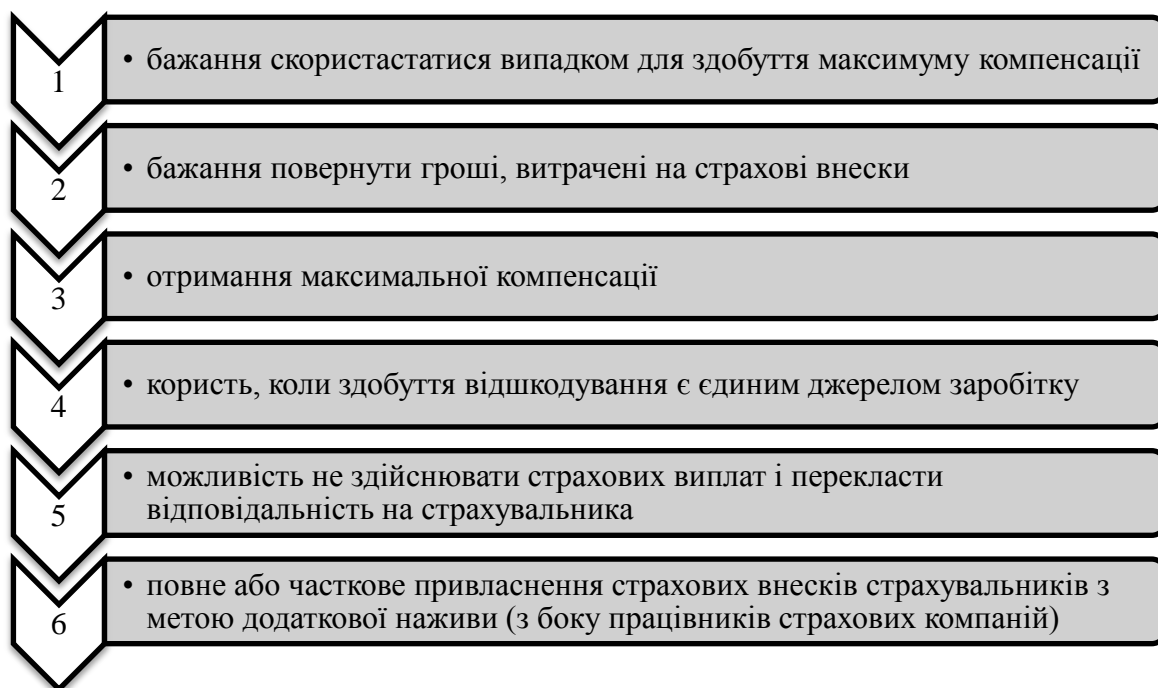 1
• бажання скористастатися випадком для здобуття максимуму компенсації
2
• бажання повернути гроші, витрачені на страхові внески
3
• отримання максимальної компенсації
4
• користь, коли здобуття відшкодування є єдиним джерелом заробітку
5
• можливість не здійснювати страхових виплат і перекласти
відповідальність на страхувальника
6
• повне або часткове привласнення страхових внесків страхувальників з
метою додаткової наживи (з боку працівників страхових компаній)